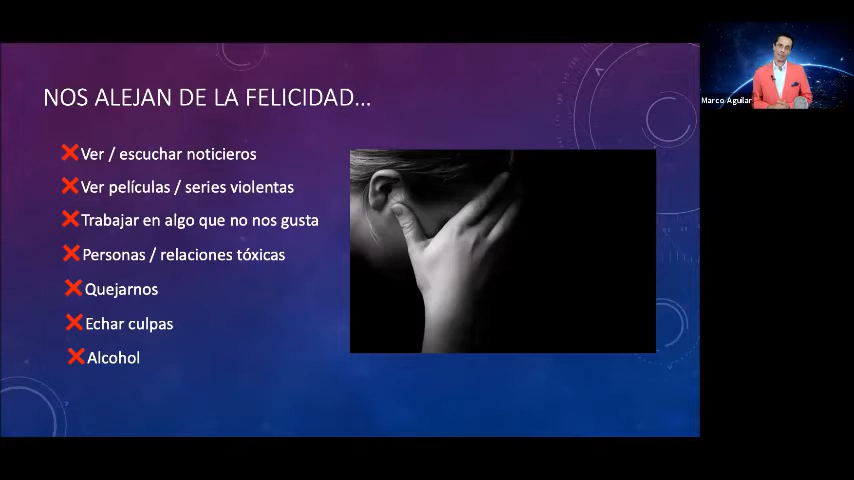 NOS ALEJAN DE LA FELICIDAD...
Ver / escuchar noticieros
Ver películas / series violentas
Trabajar en algo que no nos gusta
Personas / relaciones tóxicas
Quejarnos
Echar culpas
Alcohol
Marco Aguilar